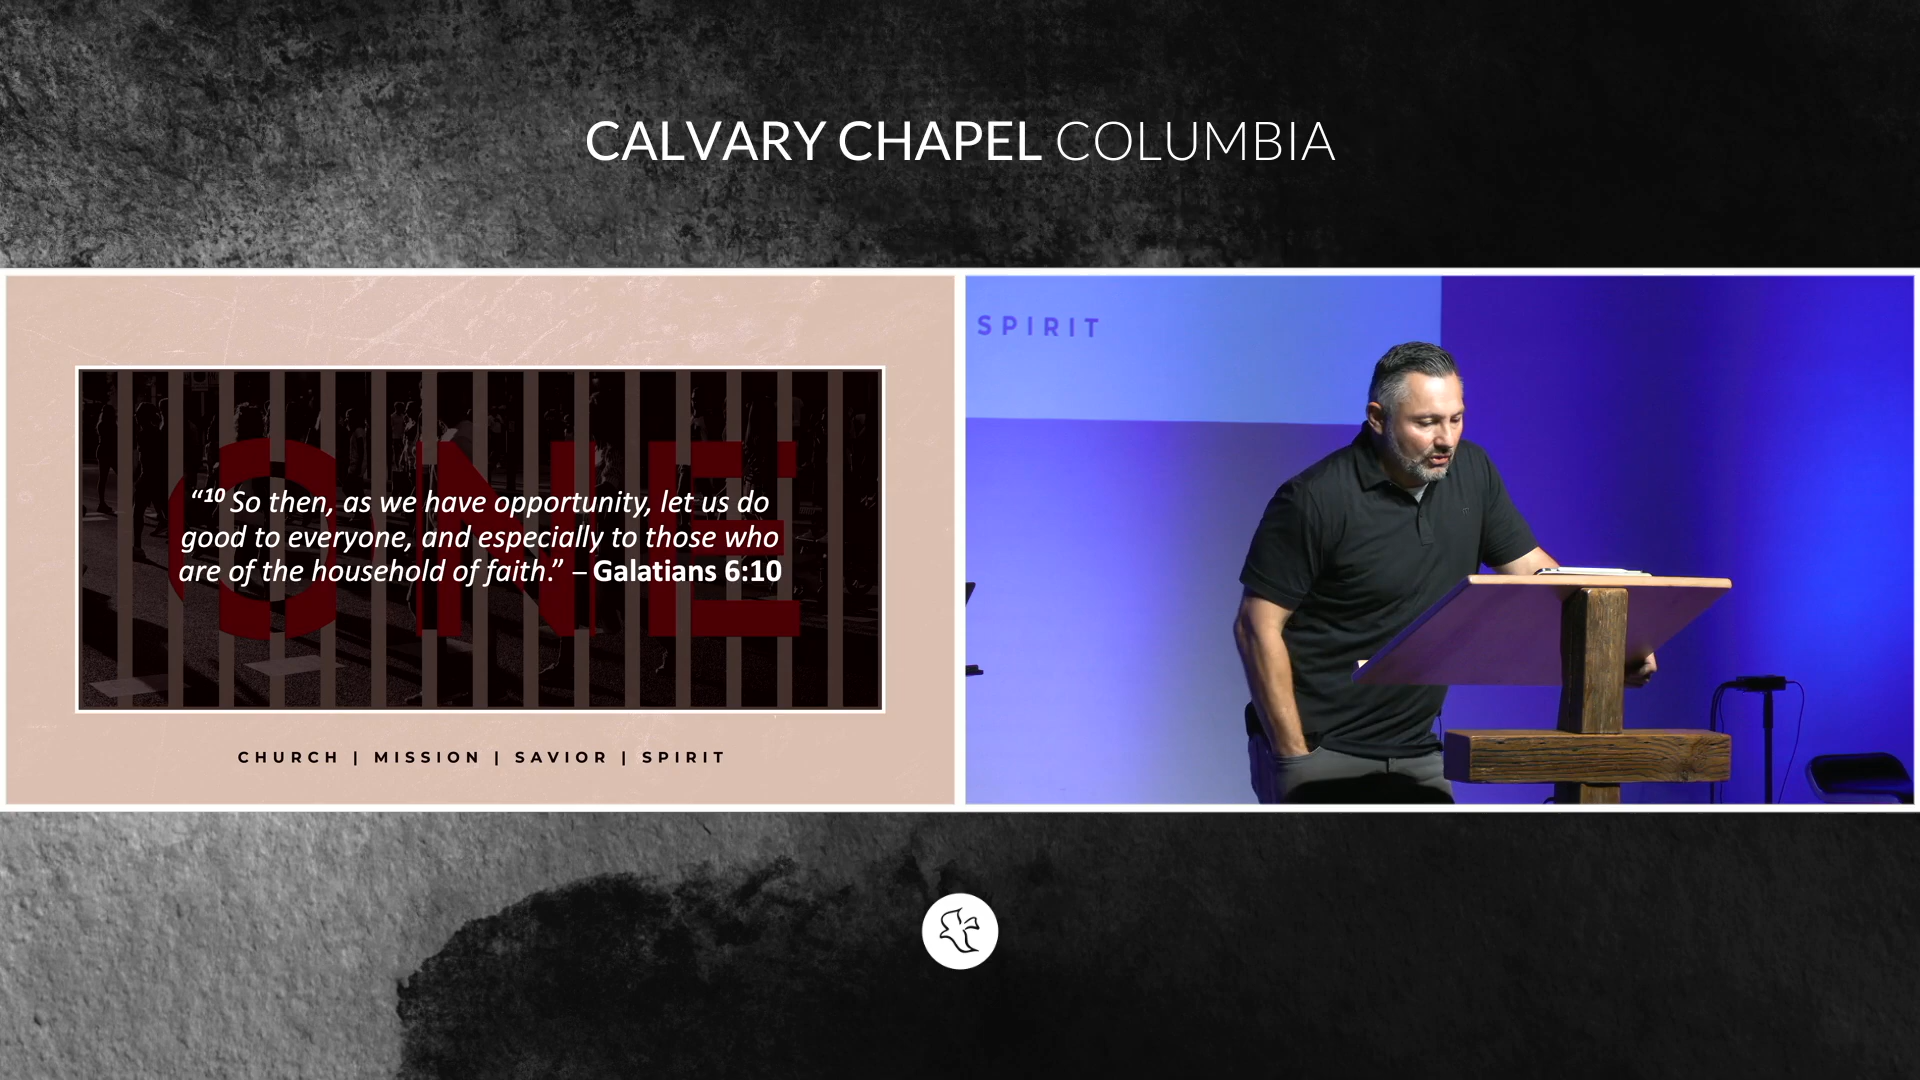 CALVARY CHAPEL COLUMBIA
ONE
“10 So then, as we have opportunity, let us do
good to everyone, and especially to those who
are of the household of faith.” – Galatians 6:10
CHURCH | MISSION | SAVIOR | SPIRIT
SPIRIT